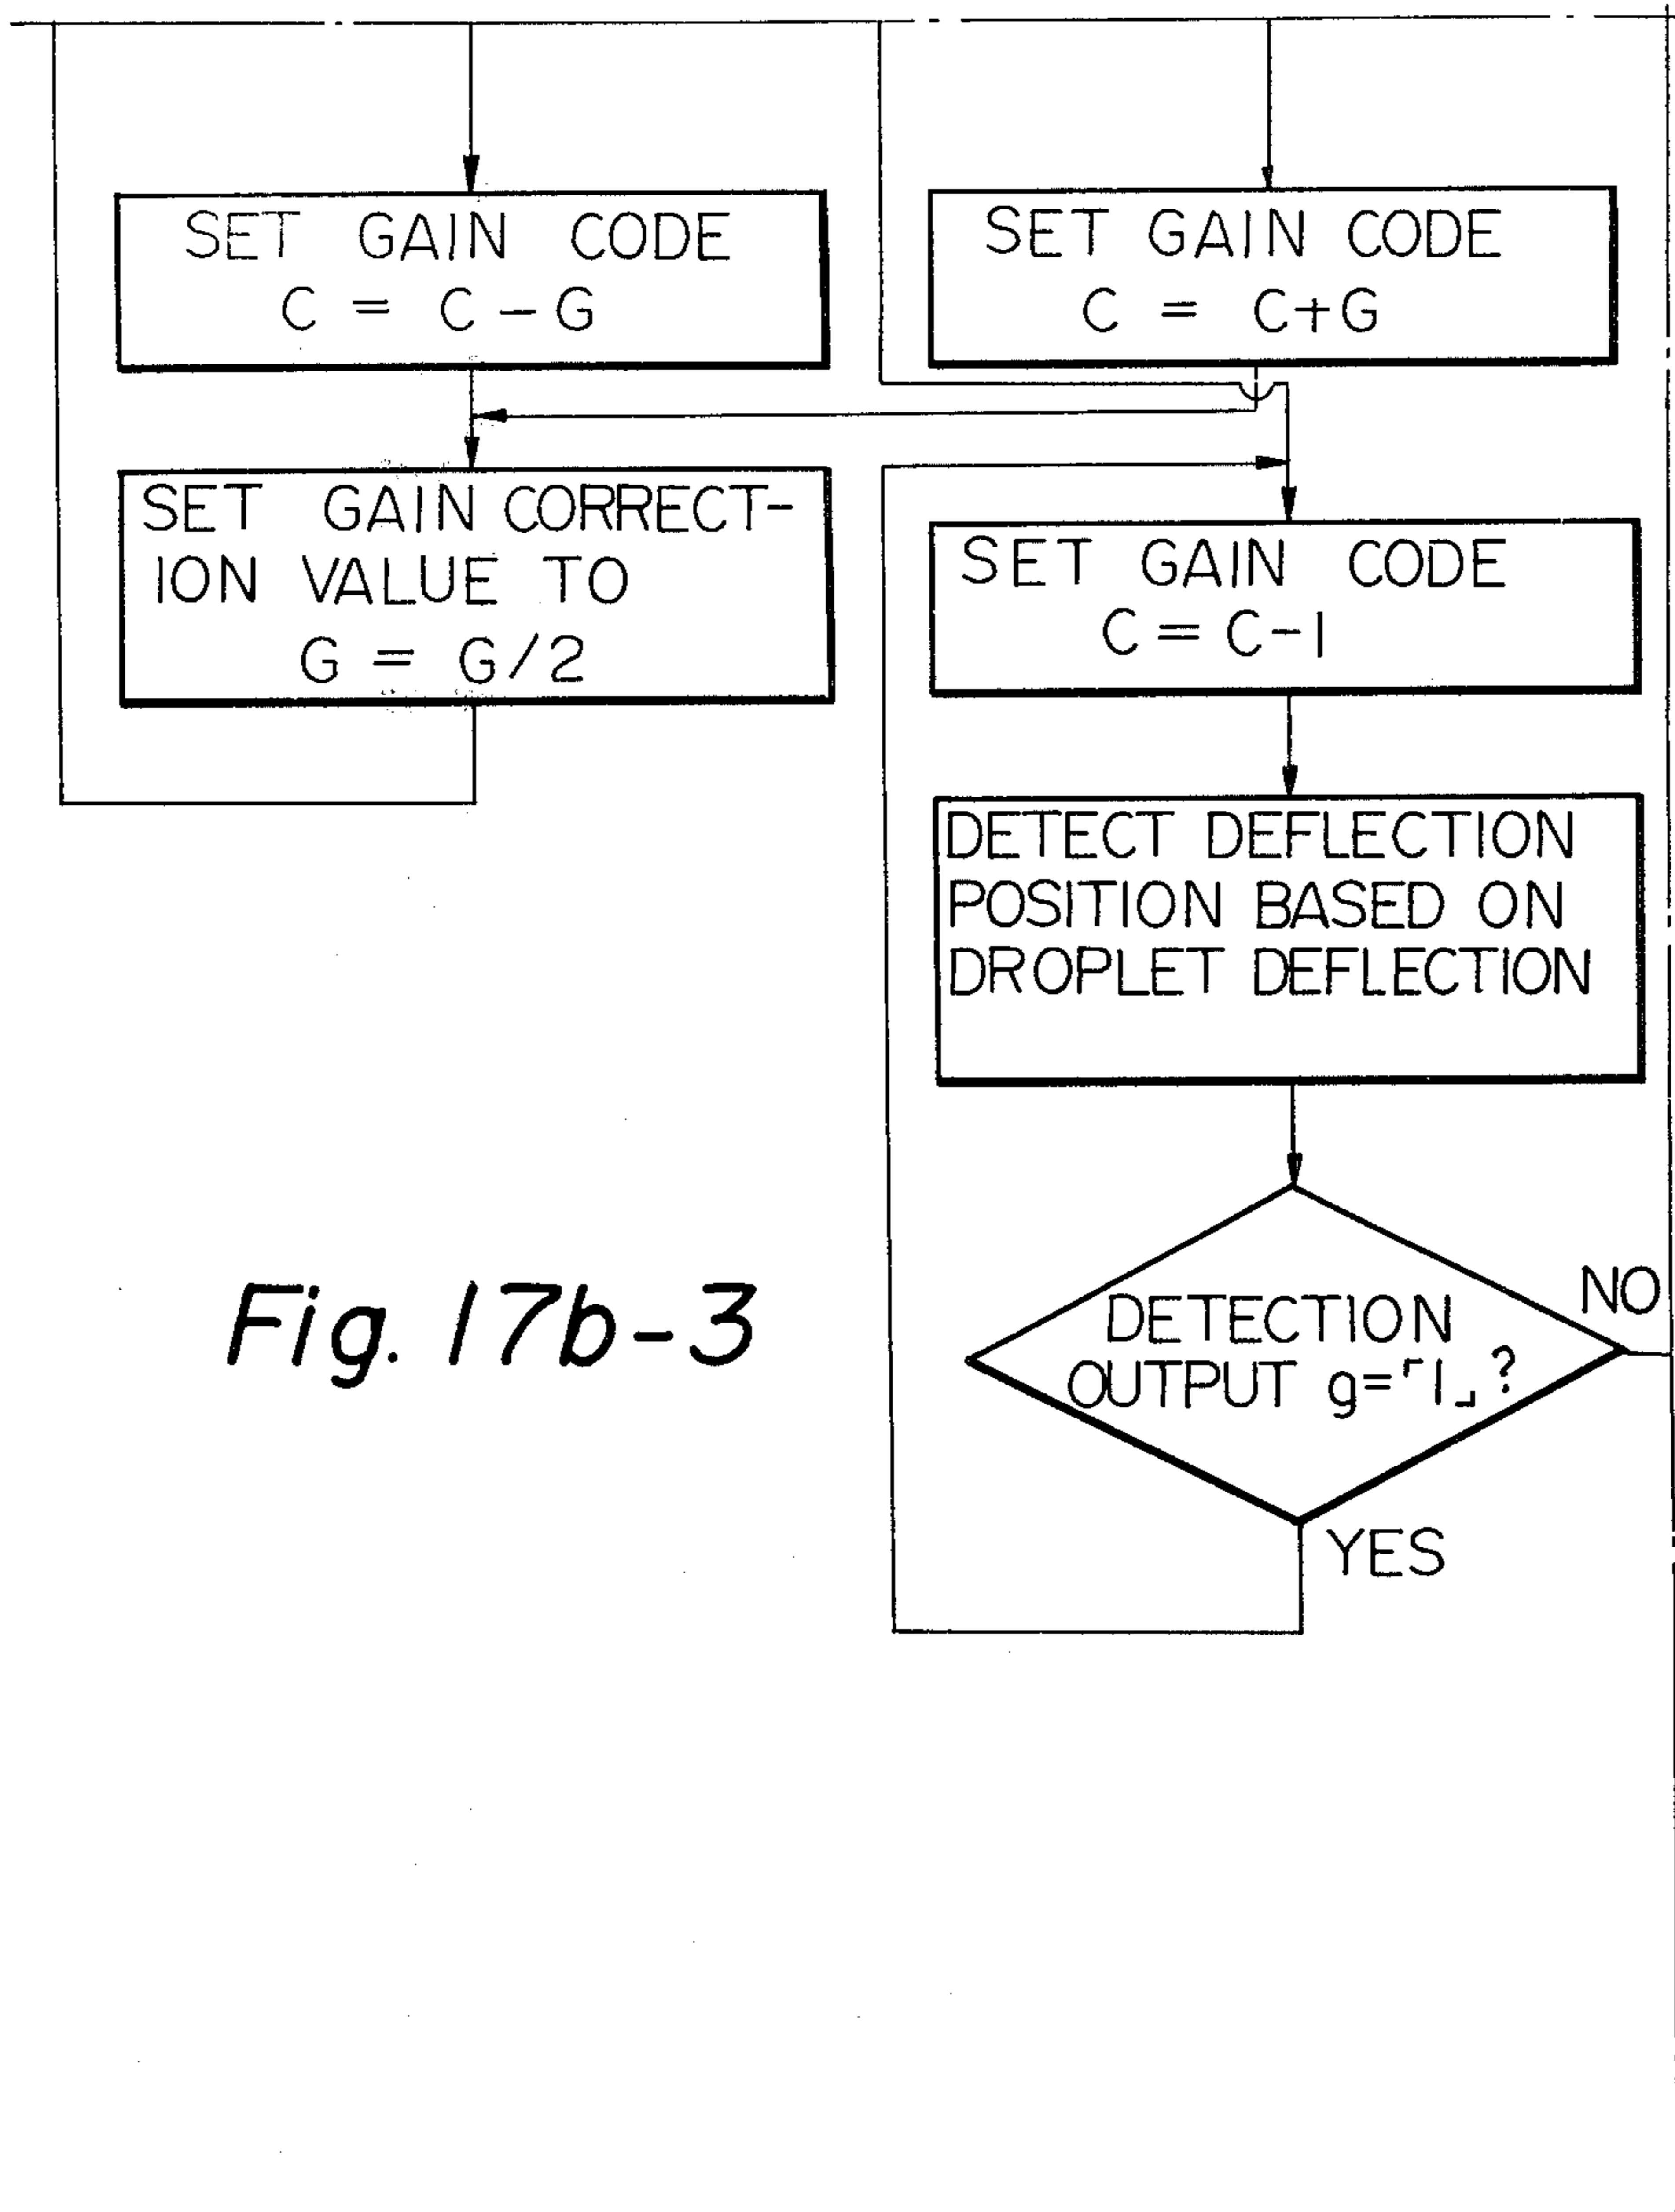 SET GAIN CODE
C = C - G
SET GAIN CODE
C = C+G
SET GAIN CORRECT-
ION VALUE TO
G = G/2
SET GAIN CODE
C = C-1
DETECT DEFLECTION
POSITION BASED ON
DROPLET DEFLECTION
DETECTION
OUTPUT g=「1」?
NO
YES
Fig. 17b-3